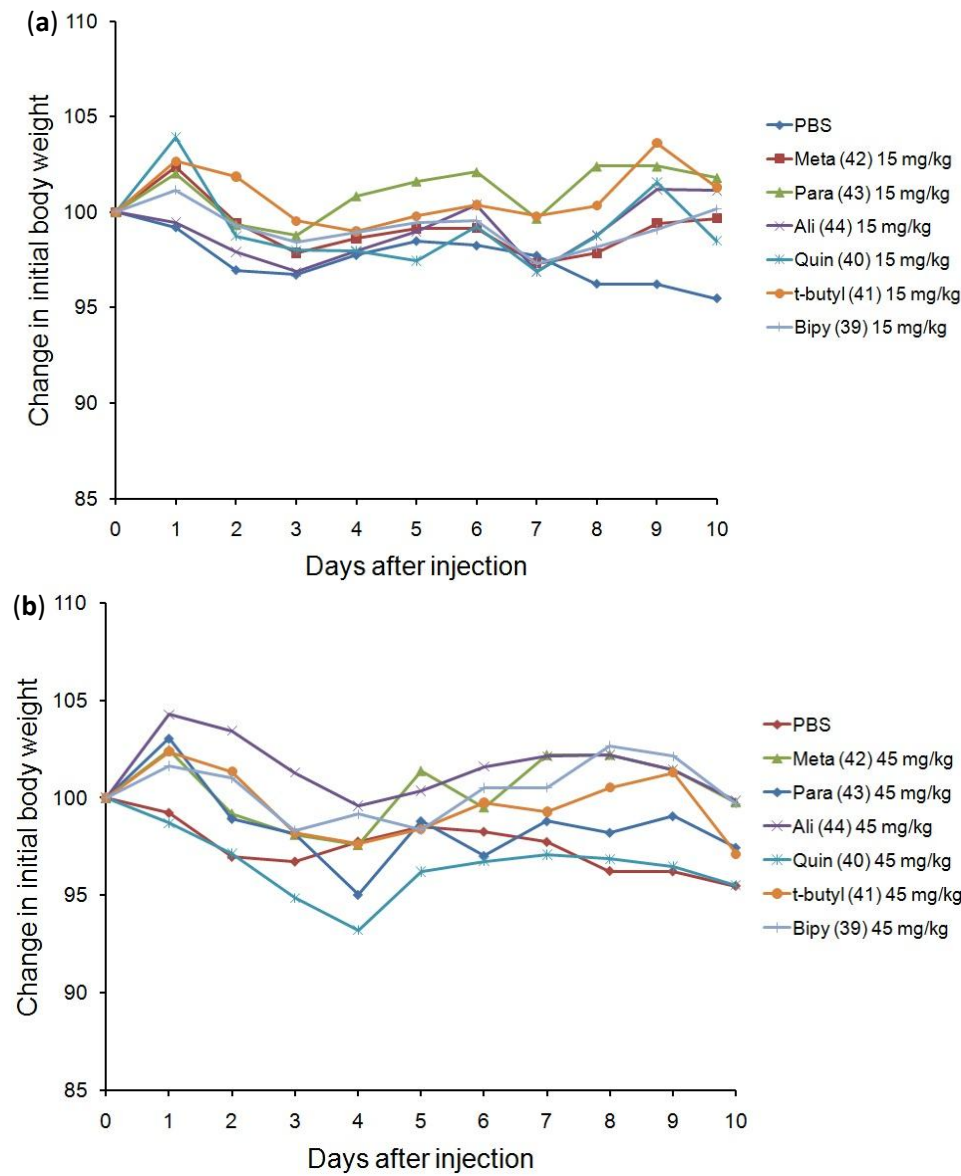 (a)
110
105
100
95
90
85
Change in initial body weight
0 1 2 3 4 5 6 7 8 9 10
Days after injection
PBS
Meta (42) 15 mg/kg
Para (43) 15 mg/kg
Ali (44) 15 mg/kg
Quin (40) 15 mg/kg
t-butyl (41) 15 mg/kg
Bipy (39) 15 mg/kg
(b)
110
105
100
95
90
85
Change in initial body weight
0 1 2 3 4 5 6 7 8 9 10
Days after injection
PBS
Meta (42) 45 mg/kg
Para (43) 45 mg/kg
Ali (44) 45 mg/kg
Quin (40) 45 mg/kg
t-butyl (41) 45 mg/kg
Bipy (39) 45 mg/kg